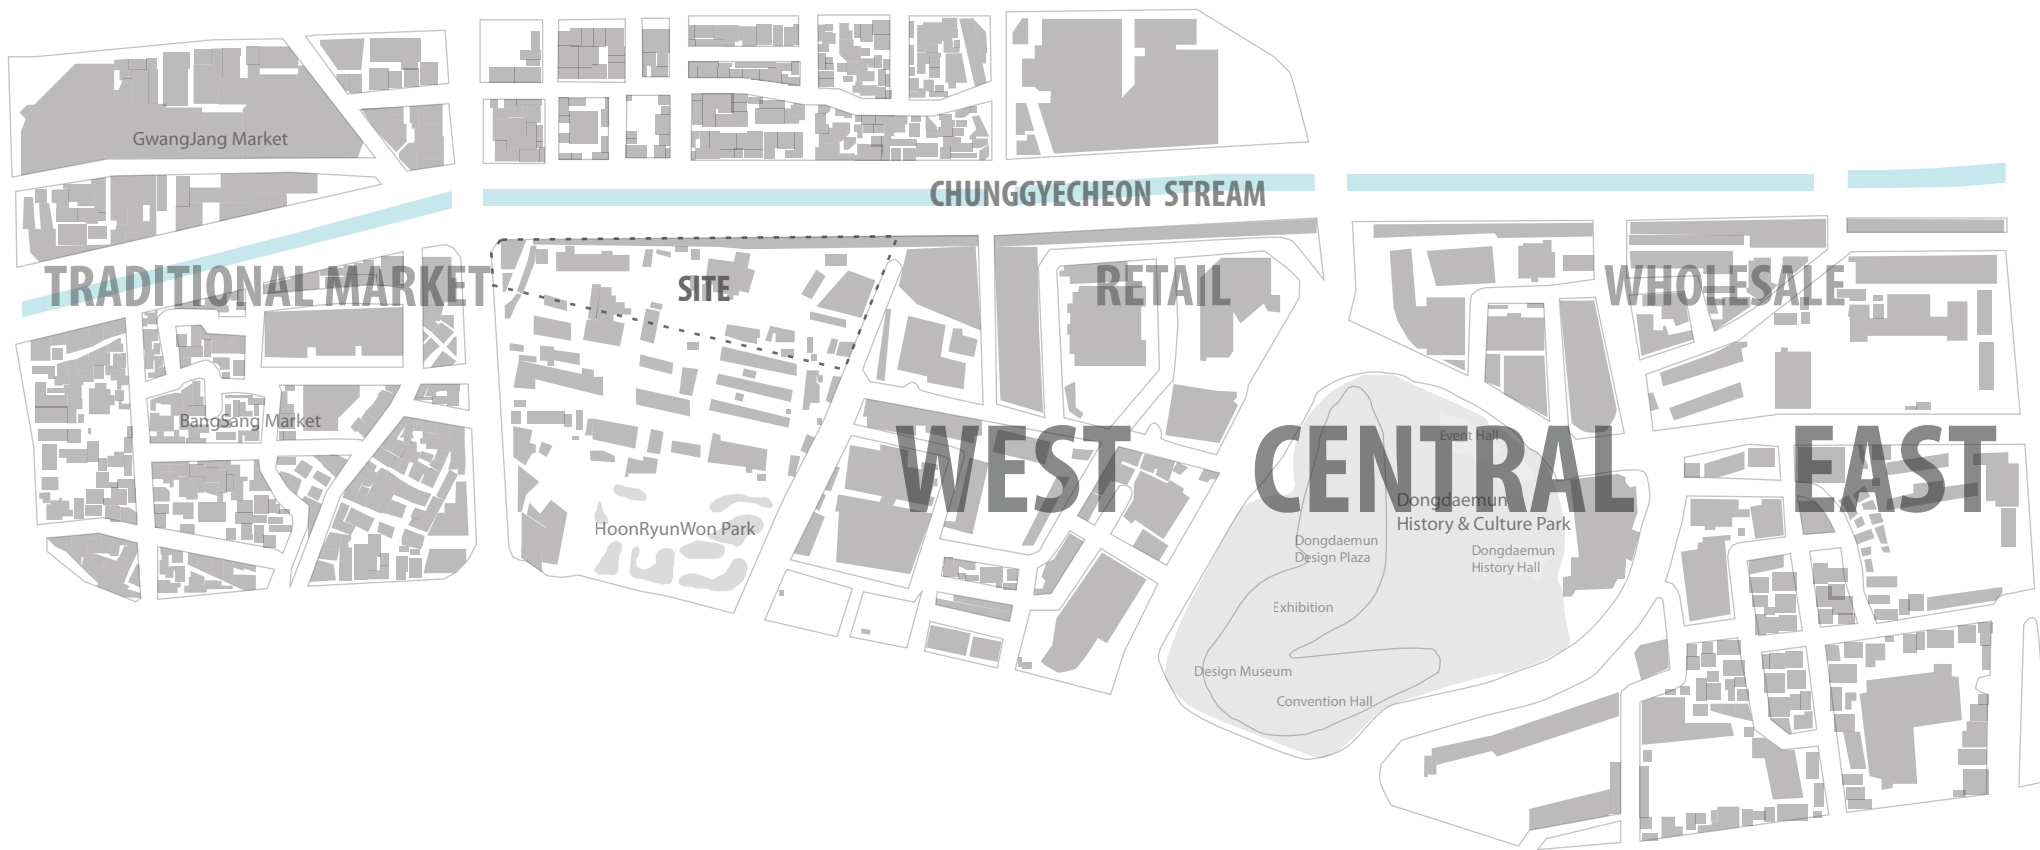 GwangJang Market
CHUNGGYECHEON STREAM
TRADITIONAL MARKET
SITE
RETAIL
WHOLESALE
BangSang Market
WEST
CENTRAL
EAST
Event Hall
Dongdaemun
History & Culture Park
HoonRyunWon Park
Dongdaemun
Design Plaza
Dongdaemun
History Hall
Exhibition
Design Museum
Convention Hall